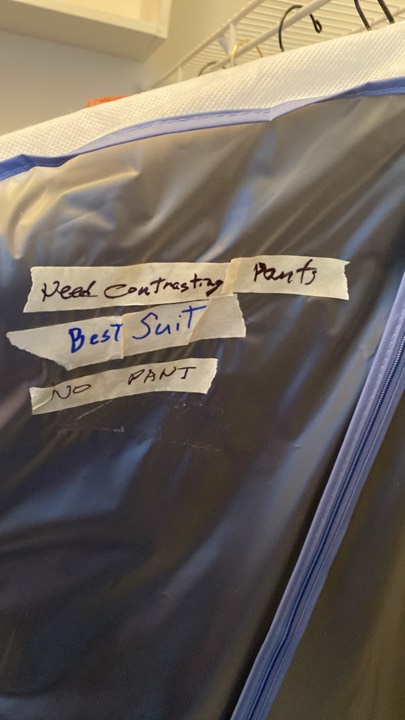 Need Contrasting Pants
Best Suit
NO PANT